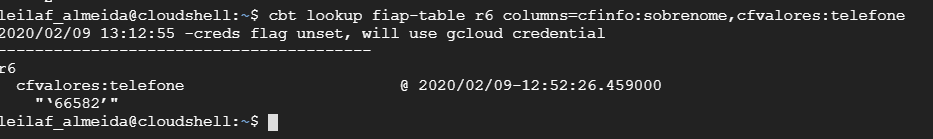 leilaf_almeida@cloudshell:~$ cbt lookup fiap-table r6 columns=cfinfo:sobrenome,cfvalores:telefone
2020/02/09 13:12:55 -creds flag unset, will use gcloud credential
----------------------------------------
r6
  cfvalores:telefone                       @ 2020/02/09-12:52:26.459000
    "‘66582’"
leilaf_almeida@cloudshell:~$